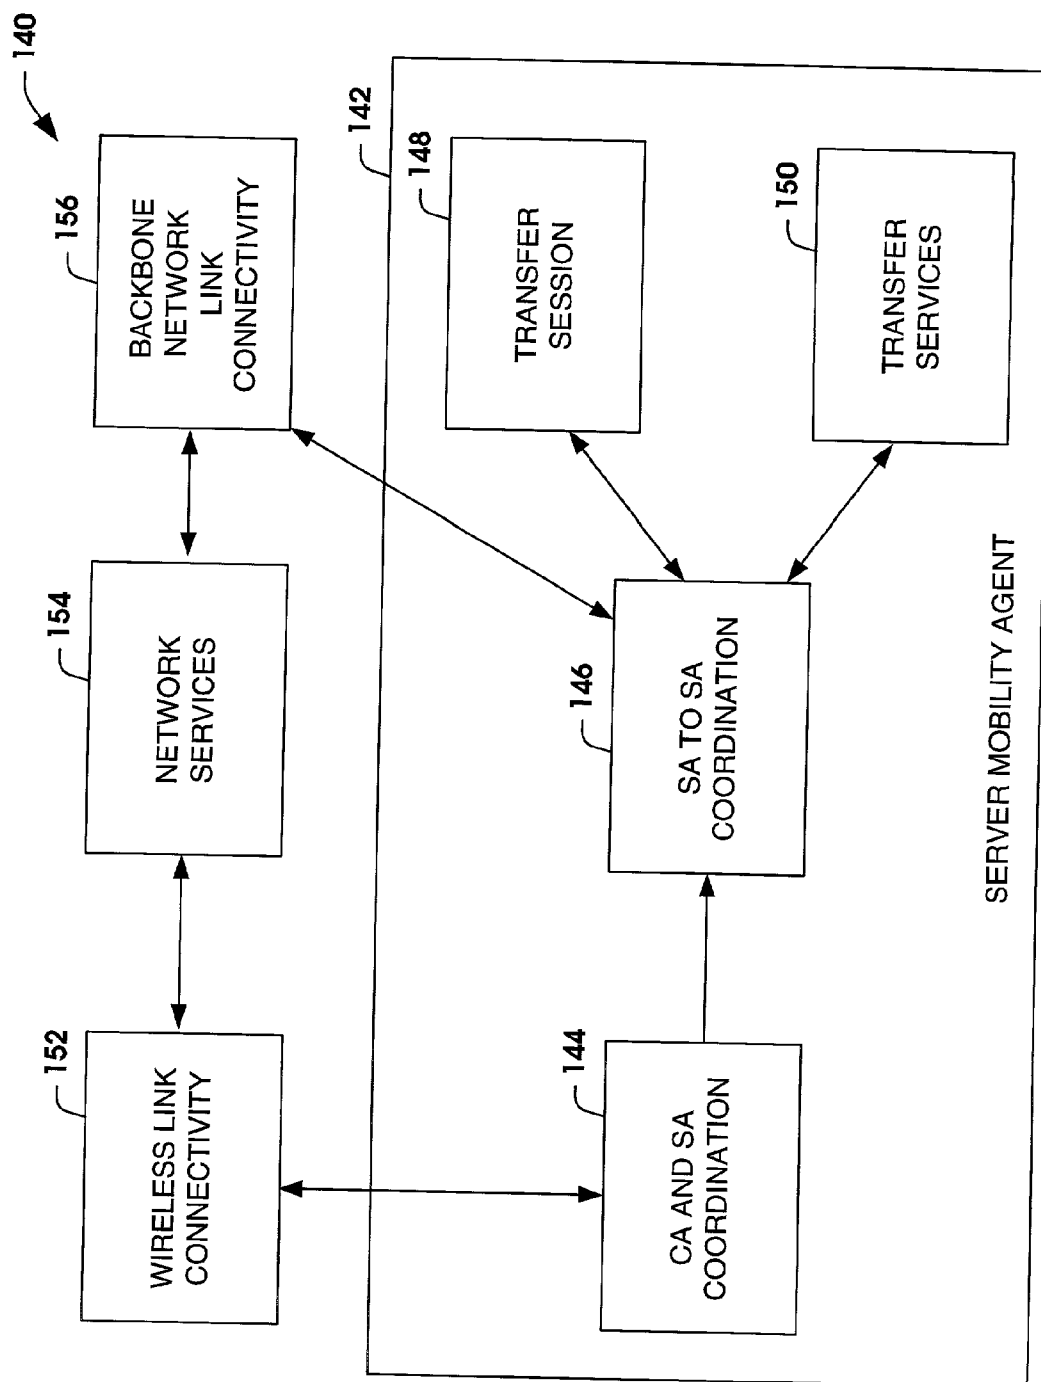 140
152
WIRELESS LINK
CONNECTIVITY
154
NETWORK
SERVICES
156
BACKBONE
NETWORK
LINK
CONNECTIVITY
142
144
CA AND SA
COORDINATION
146
SA TO SA
COORDINATION
148
TRANSFER
SESSION
150
TRANSFER
SERVICES
SERVER MOBILITY AGENT